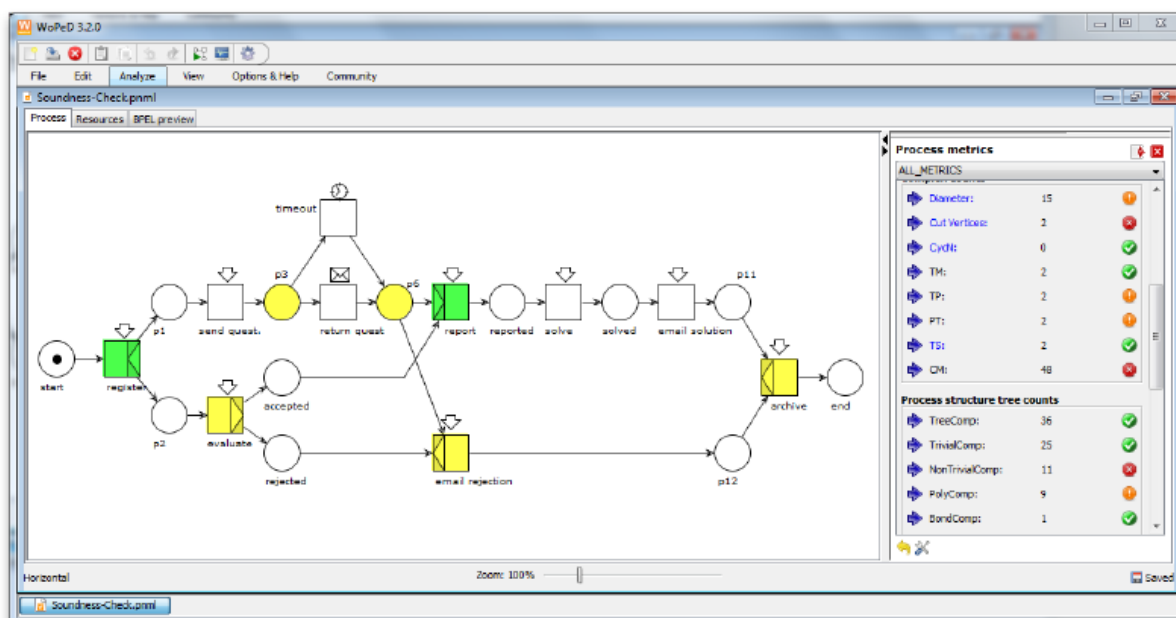 WoPeD 3.2.0
File Edit Analyze View Options & Help Community
Soundness-Check.pnml
Process Resources BPEL preview
Process metrics
ALL_METRICS
Diameter: 15
Cut Vertices: 2
CycN: 0
TM: 2
TP: 2
PT: 2
TS: 2
CM: 48
Process structure tree counts
TreeComp: 36
TrivialComp: 25
NonTrivialComp: 11
PolyComp: 9
BondComp: 1
timeout
p3 p6 p11
p1 send quest. return quest report reported solve solved email solution
start register accepted archive end
p2 evaluate
rejected email rejection p12
Horizontal Zoom: 100% Saved
Soundness-Check.pnml